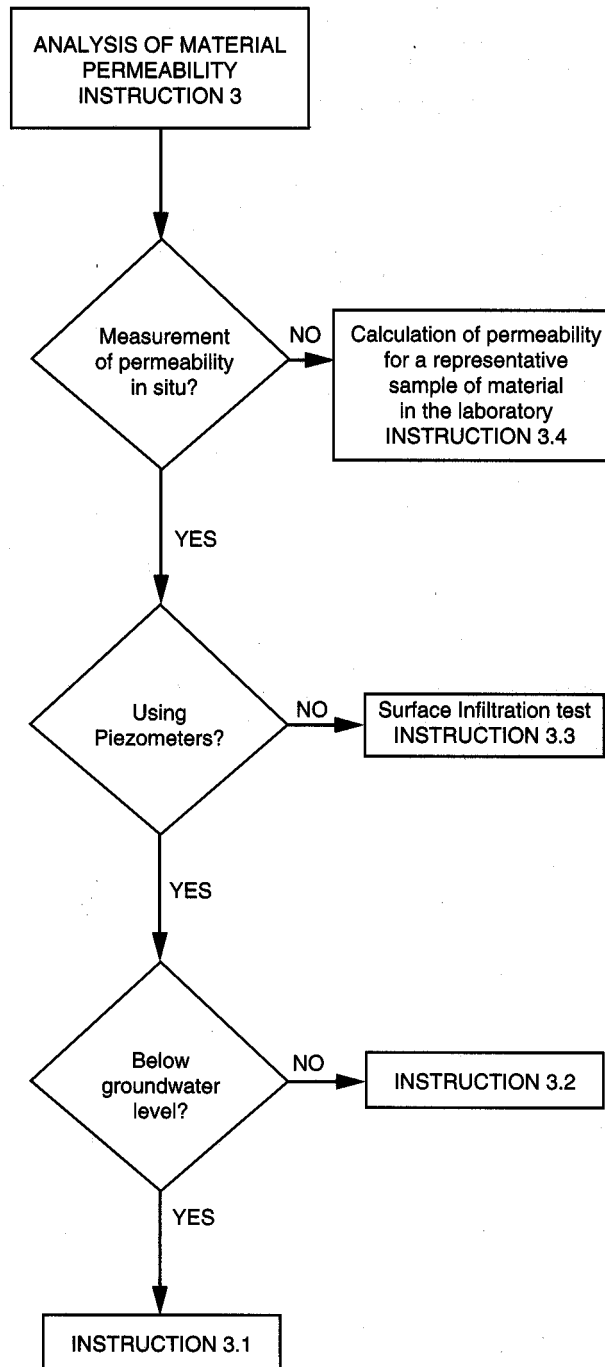 ANALYSIS OF MATERIAL
PERMEABILITY
INSTRUCTION 3
Measurement
of permeability
in situ?
NO
Calculation of permeability
for a representative
sample of material
in the laboratory
INSTRUCTION 3.4
YES
Using
Piezometers?
NO
Surface Infiltration test
INSTRUCTION 3.3
YES
Below
groundwater
level?
NO
INSTRUCTION 3.2
YES
INSTRUCTION 3.1